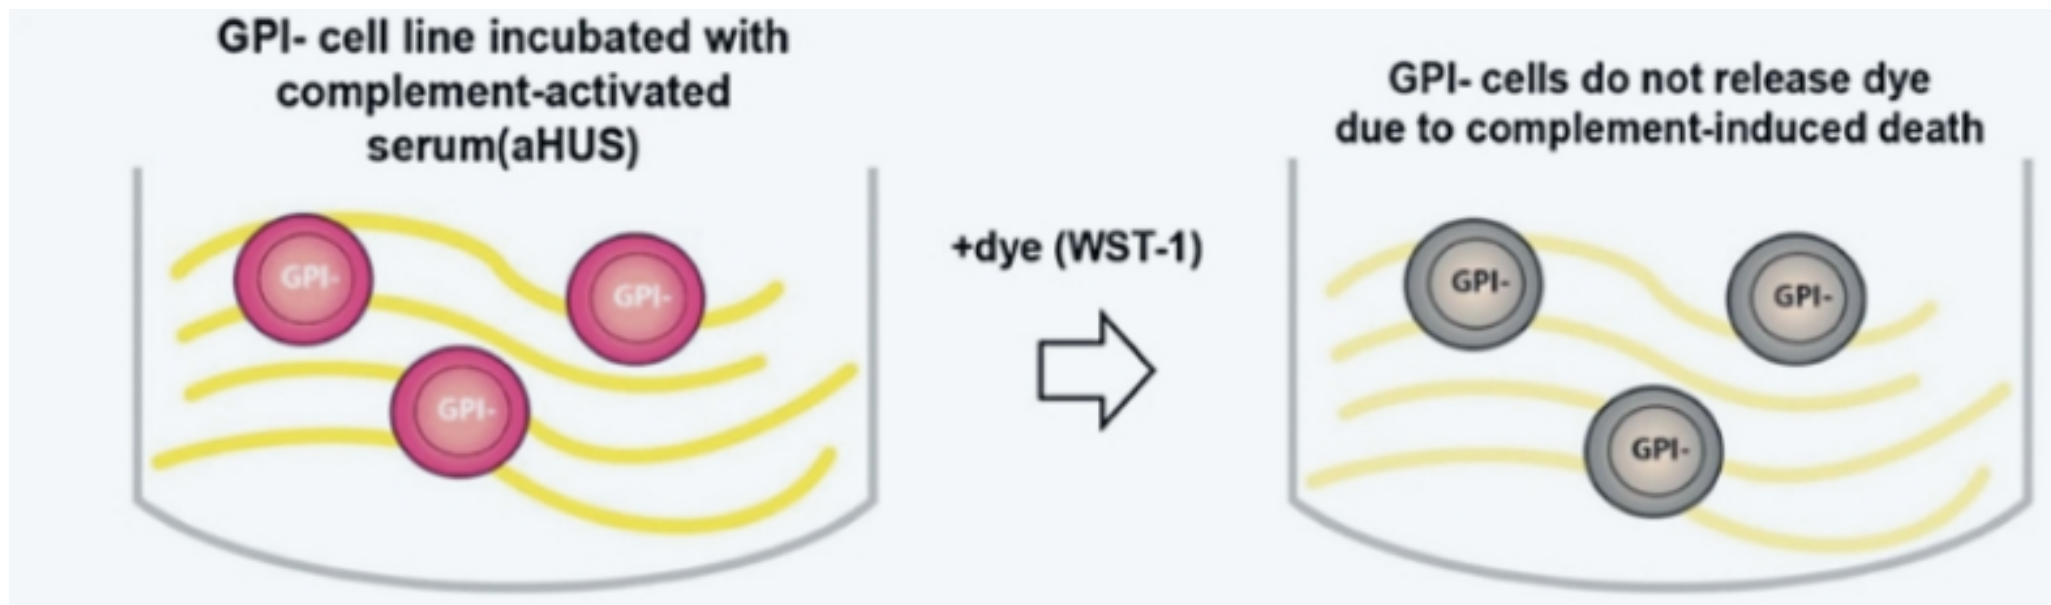 GPI- cell line incubated with
complement-activated
serum(aHUS)
GPI-
GPI-
GPI-
+dye (WST-1)
GPI- cells do not release dye
due to complement-induced death
GPI-
GPI-
GPI-